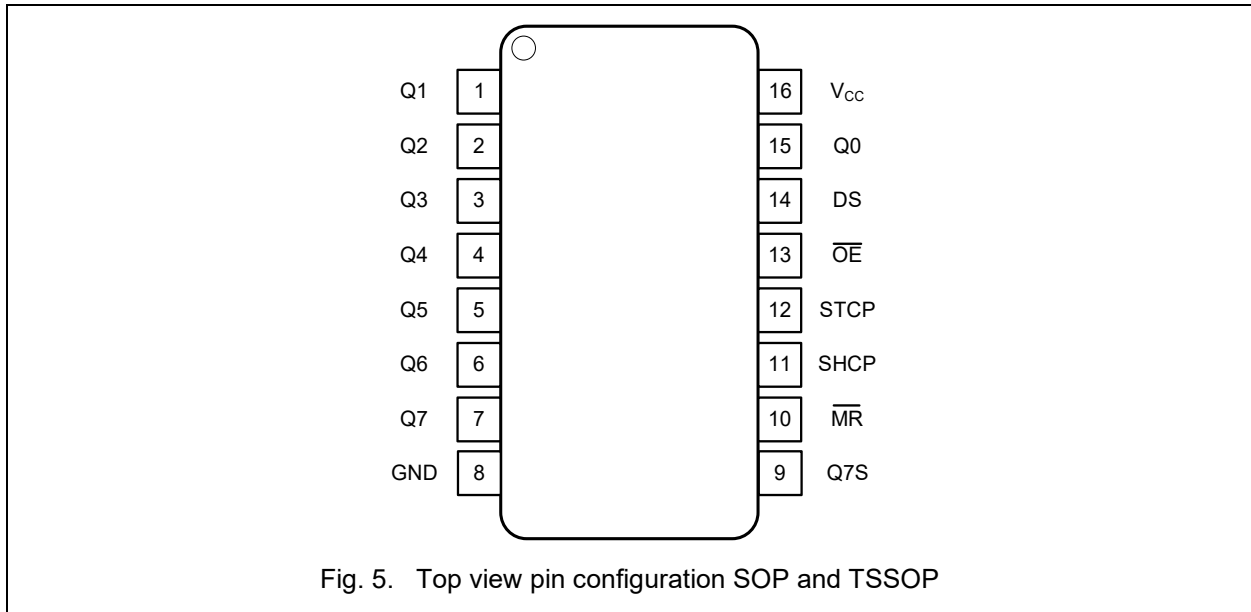 Q1 1 16 VCC
Q2 2 15 Q0
Q3 3 14 DS
Q4 4 13 O̅E̅
Q5 5 12 STCP
Q6 6 11 SHCP
Q7 7 10 M̅R̅
GND 8 9 Q7S
Fig. 5. Top view pin configuration SOP and TSSOP